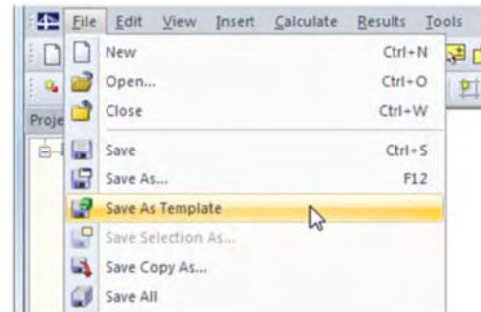 File Edit View Insert Calculate Results Tools
New Ctrl+N
Open... Ctrl+O
Close Ctrl+W
Proje
Save Ctrl+S
Save As... F12
Save As Template
Save Selection As...
Save Copy As...
Save All